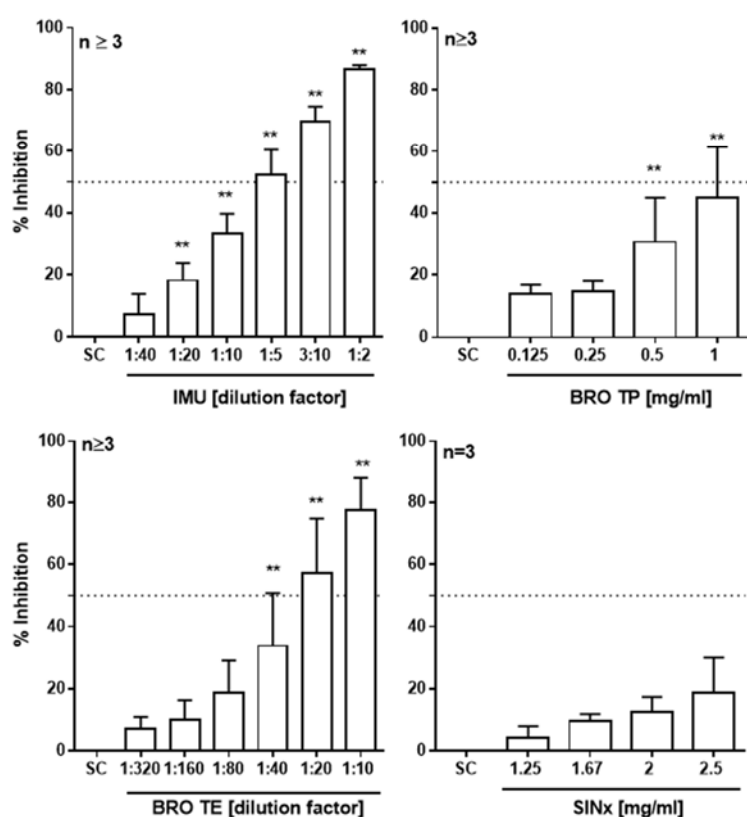 100
80
60
40
20
0
% Inhibition
n ≥ 3
**
**
**
**
**
SC 1:40 1:20 1:10 1:5 3:10 1:2
IMU [dilution factor]
100
80
60
40
20
0
n≥3
**
**
SC 0.125 0.25 0.5 1
BRO TP [mg/ml]
100
80
60
40
20
0
% Inhibition
n≥3
**
**
**
SC 1:320 1:160 1:80 1:40 1:20 1:10
BRO TE [dilution factor]
100
80
60
40
20
0
n=3
SC 1.25 1.67 2 2.5
SINx [mg/ml]